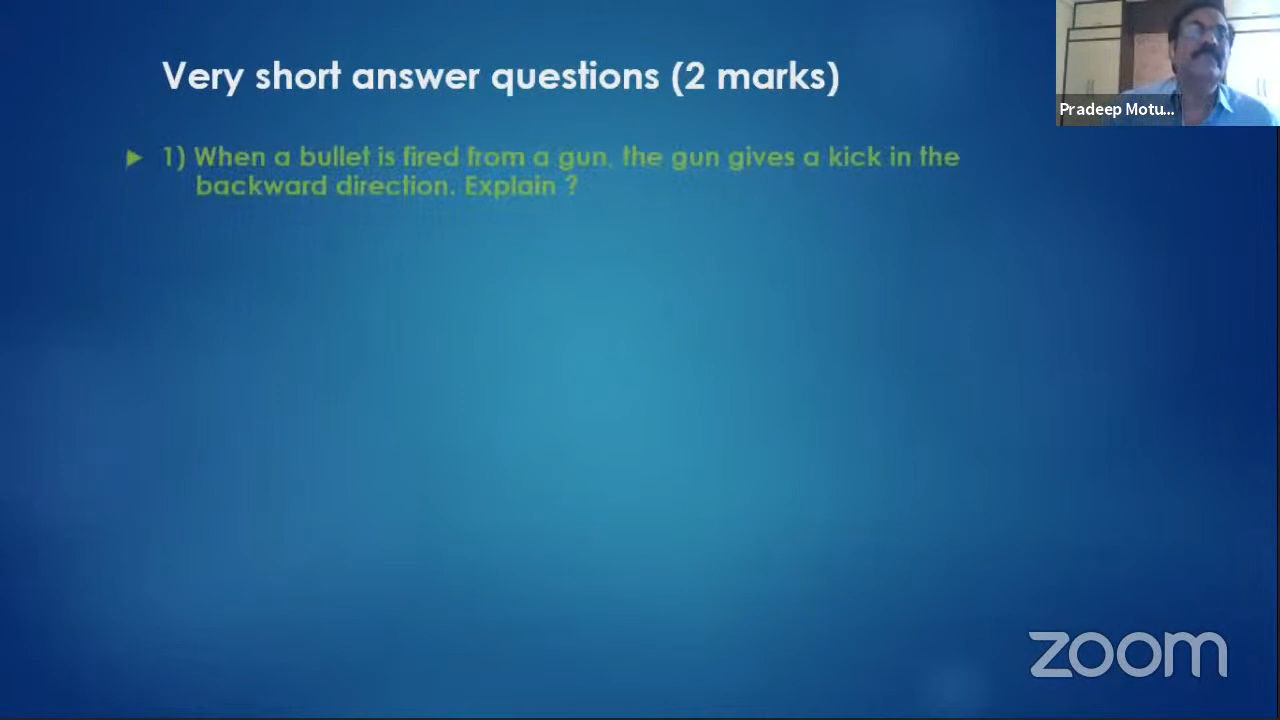 Very short answer questions (2 marks)
1) When a bullet is fired from a gun, the gun gives a kick in the
backward direction. Explain ?
Pradeep Motu...
zoom